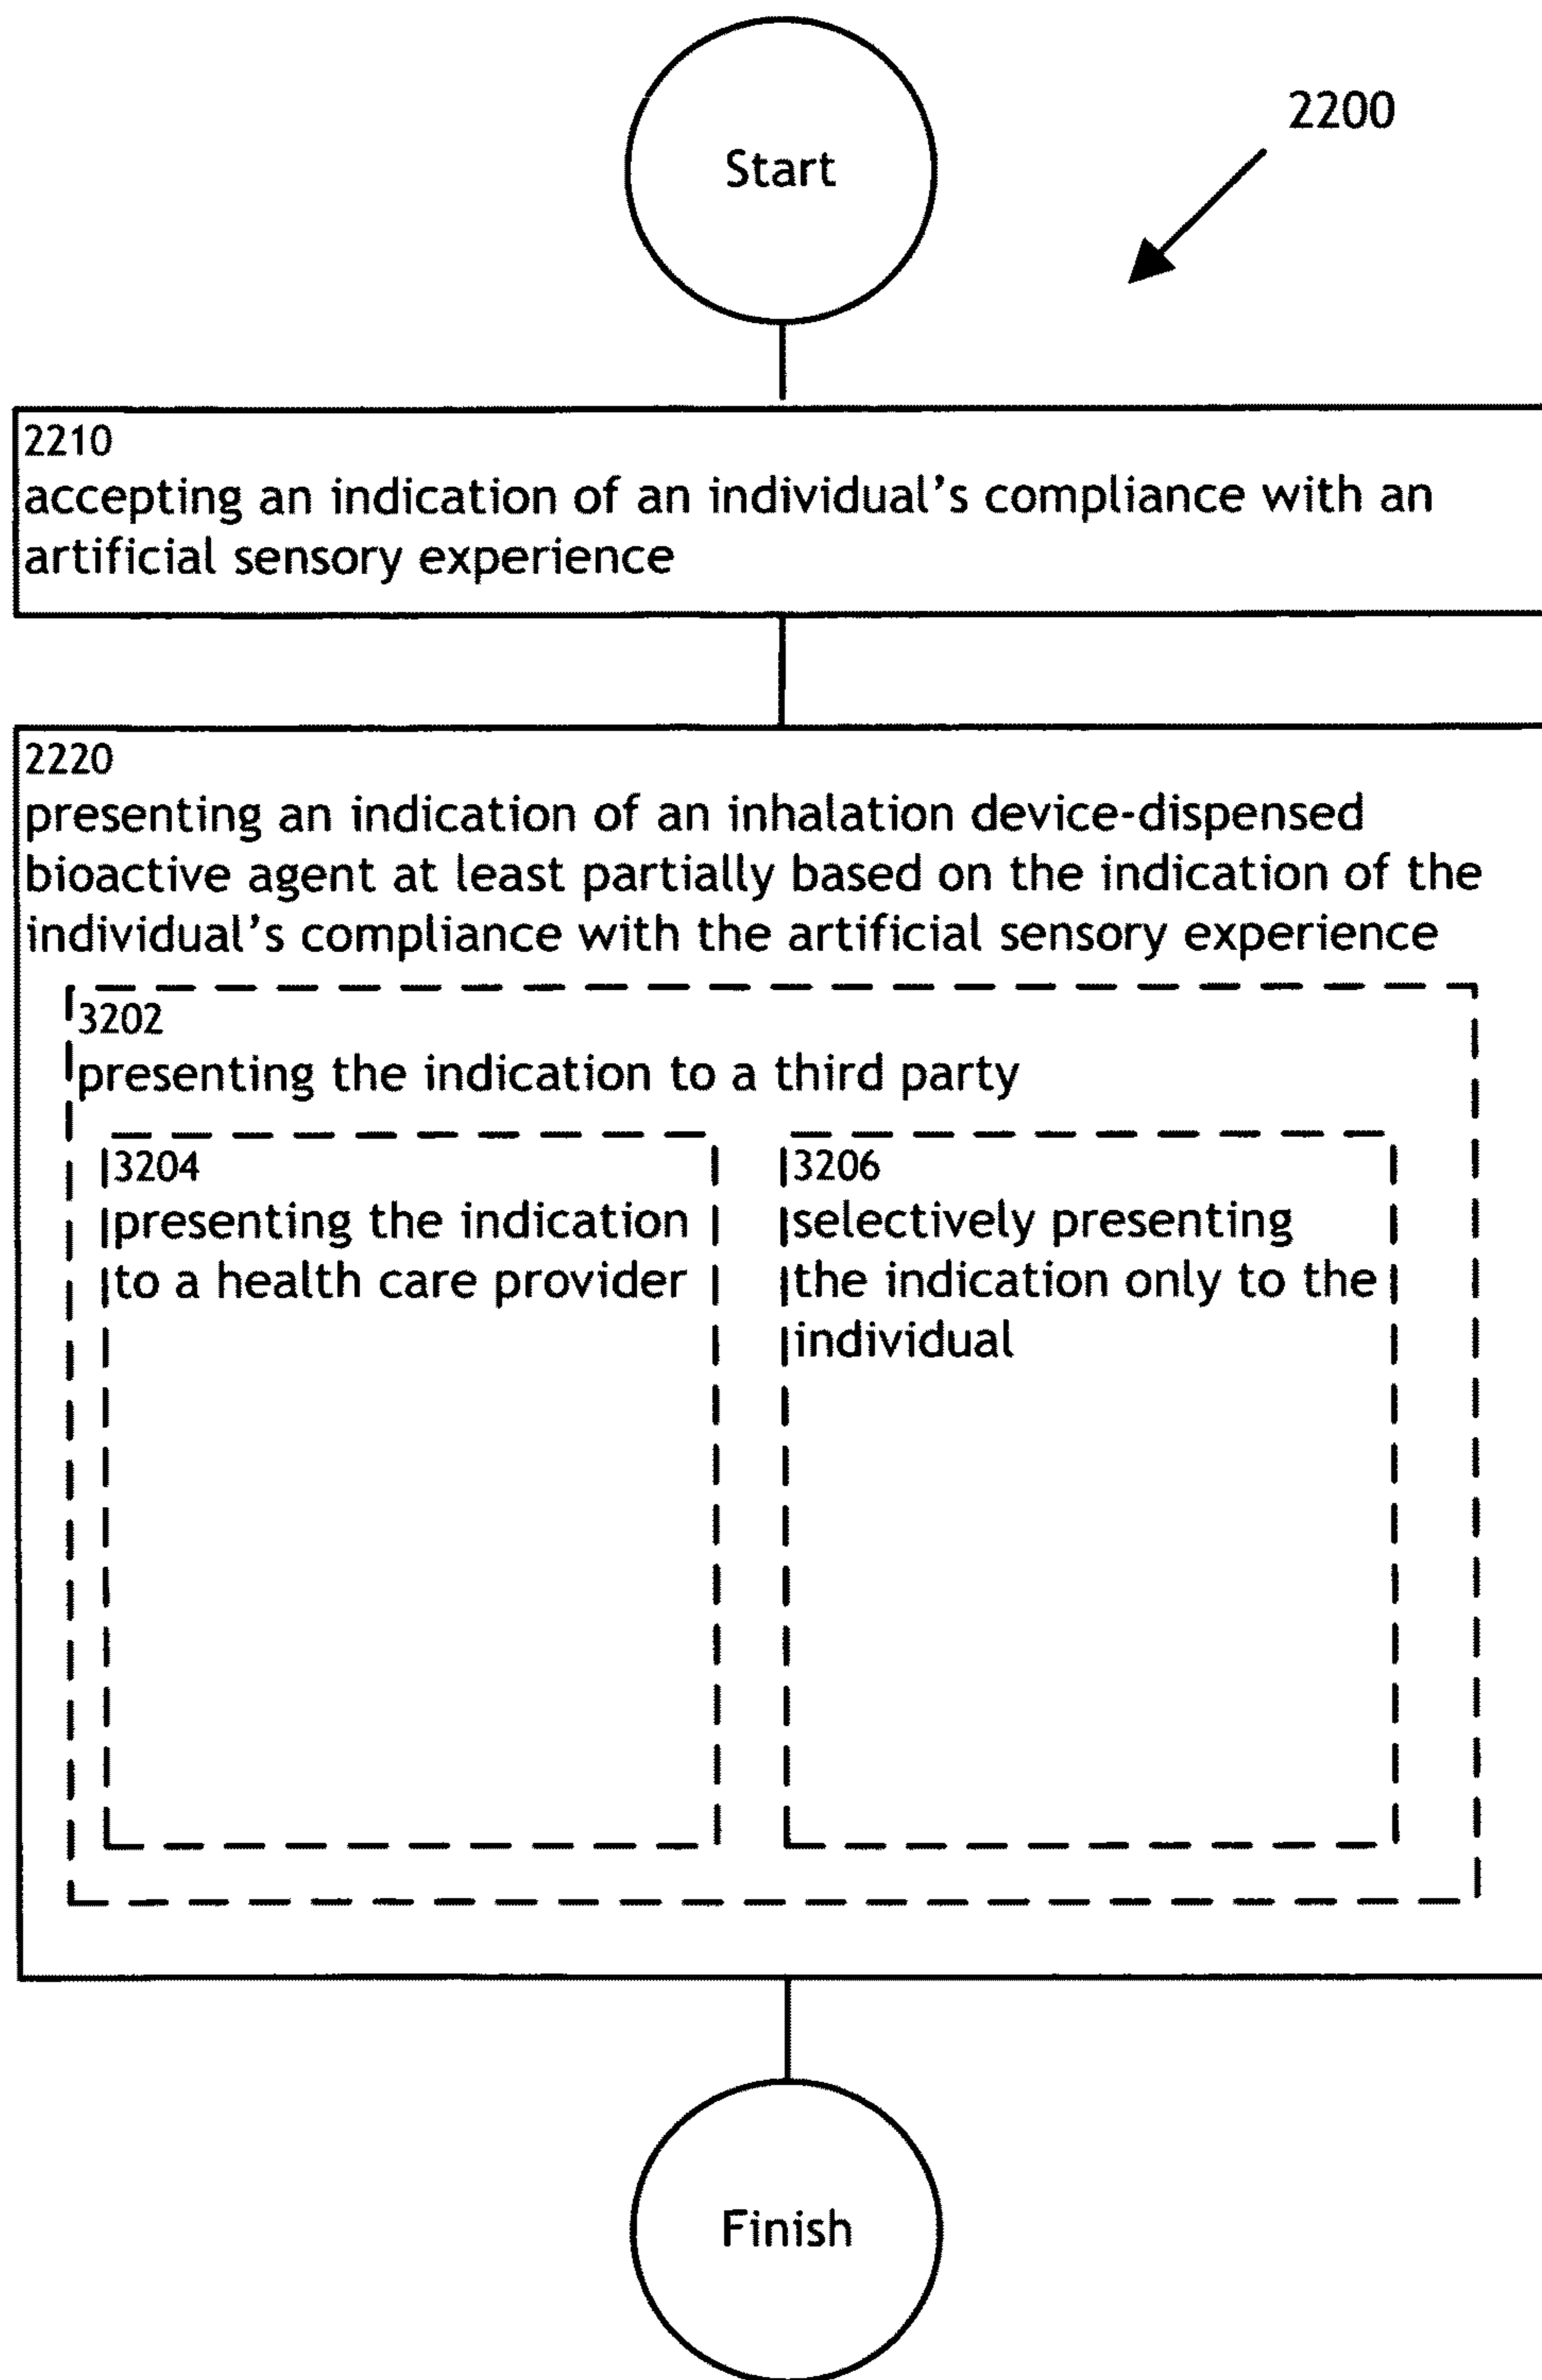 Start
2200
2210
accepting an indication of an individual's compliance with an
artificial sensory experience
2220
presenting an indication of an inhalation device-dispensed
bioactive agent at least partially based on the indication of the
individual's compliance with the artificial sensory experience
3202
presenting the indication to a third party
3204
presenting the indication
to a health care provider
3206
selectively presenting
the indication only to the
individual
Finish